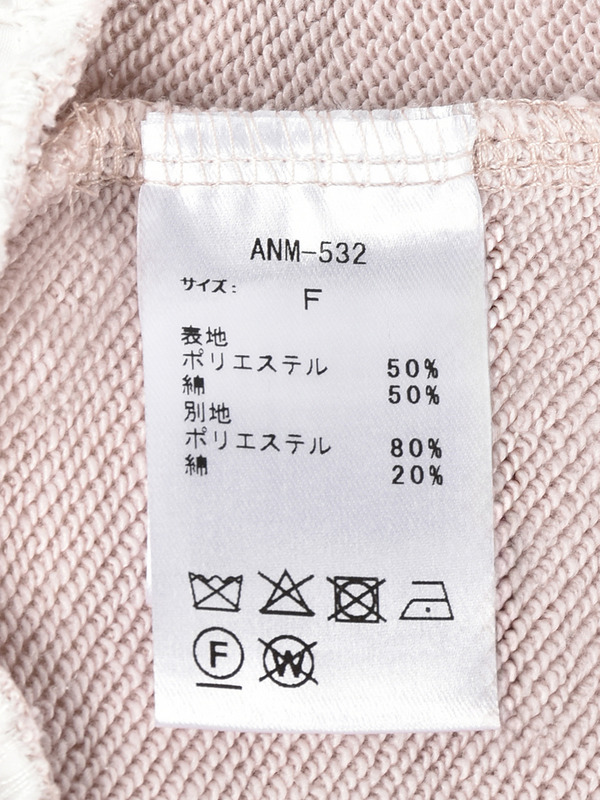 ANM-532
サイズ: F
表地
ポリエステル 50%
綿 50%
別地
ポリエステル 80%
綿 20%
F W